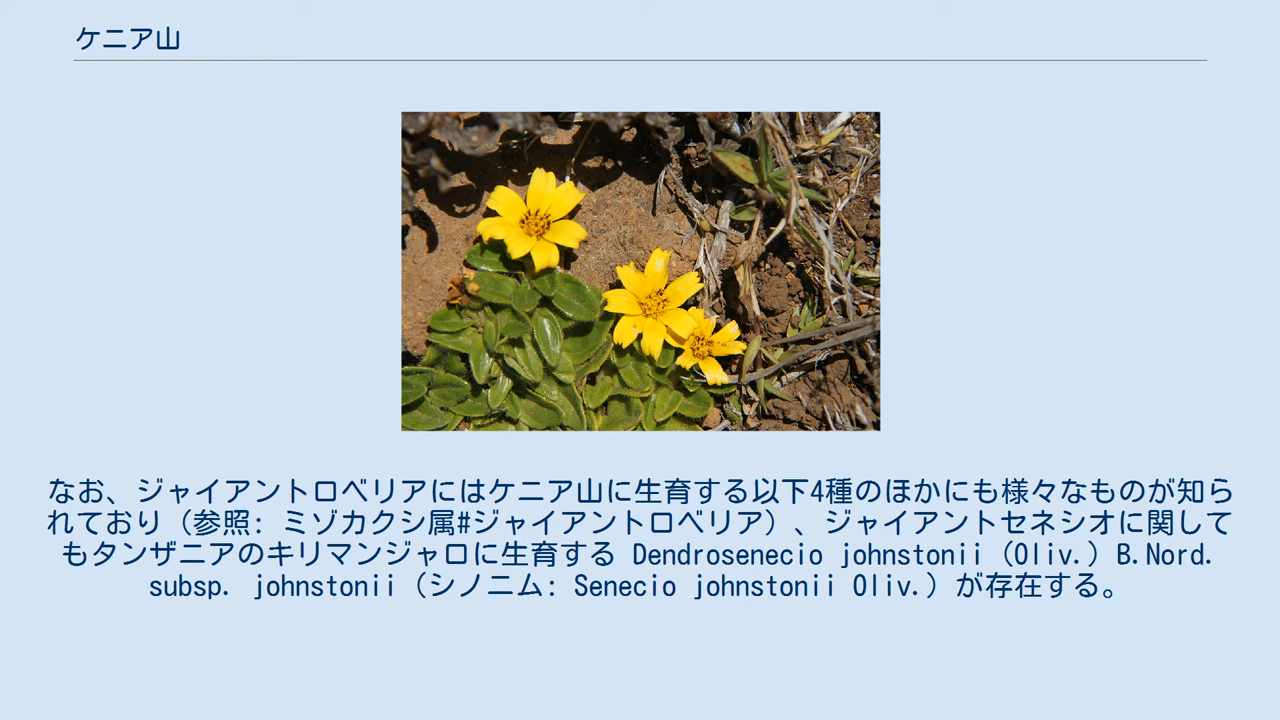 ケニア山
なお、ジャイアントロベリアにはケニア山に生育する以下4種のほかにも様々なものが知ら
れており（参照: ミゾカクシ属#ジャイアントロベリア）、ジャイアントセネシオに関して
もタンザニアのキリマンジャロに生育する Dendrosenecio johnstonii（Oliv.）B.Nord.
subsp. johnstonii（シノニム: Senecio johnstonii Oliv.）が存在する。